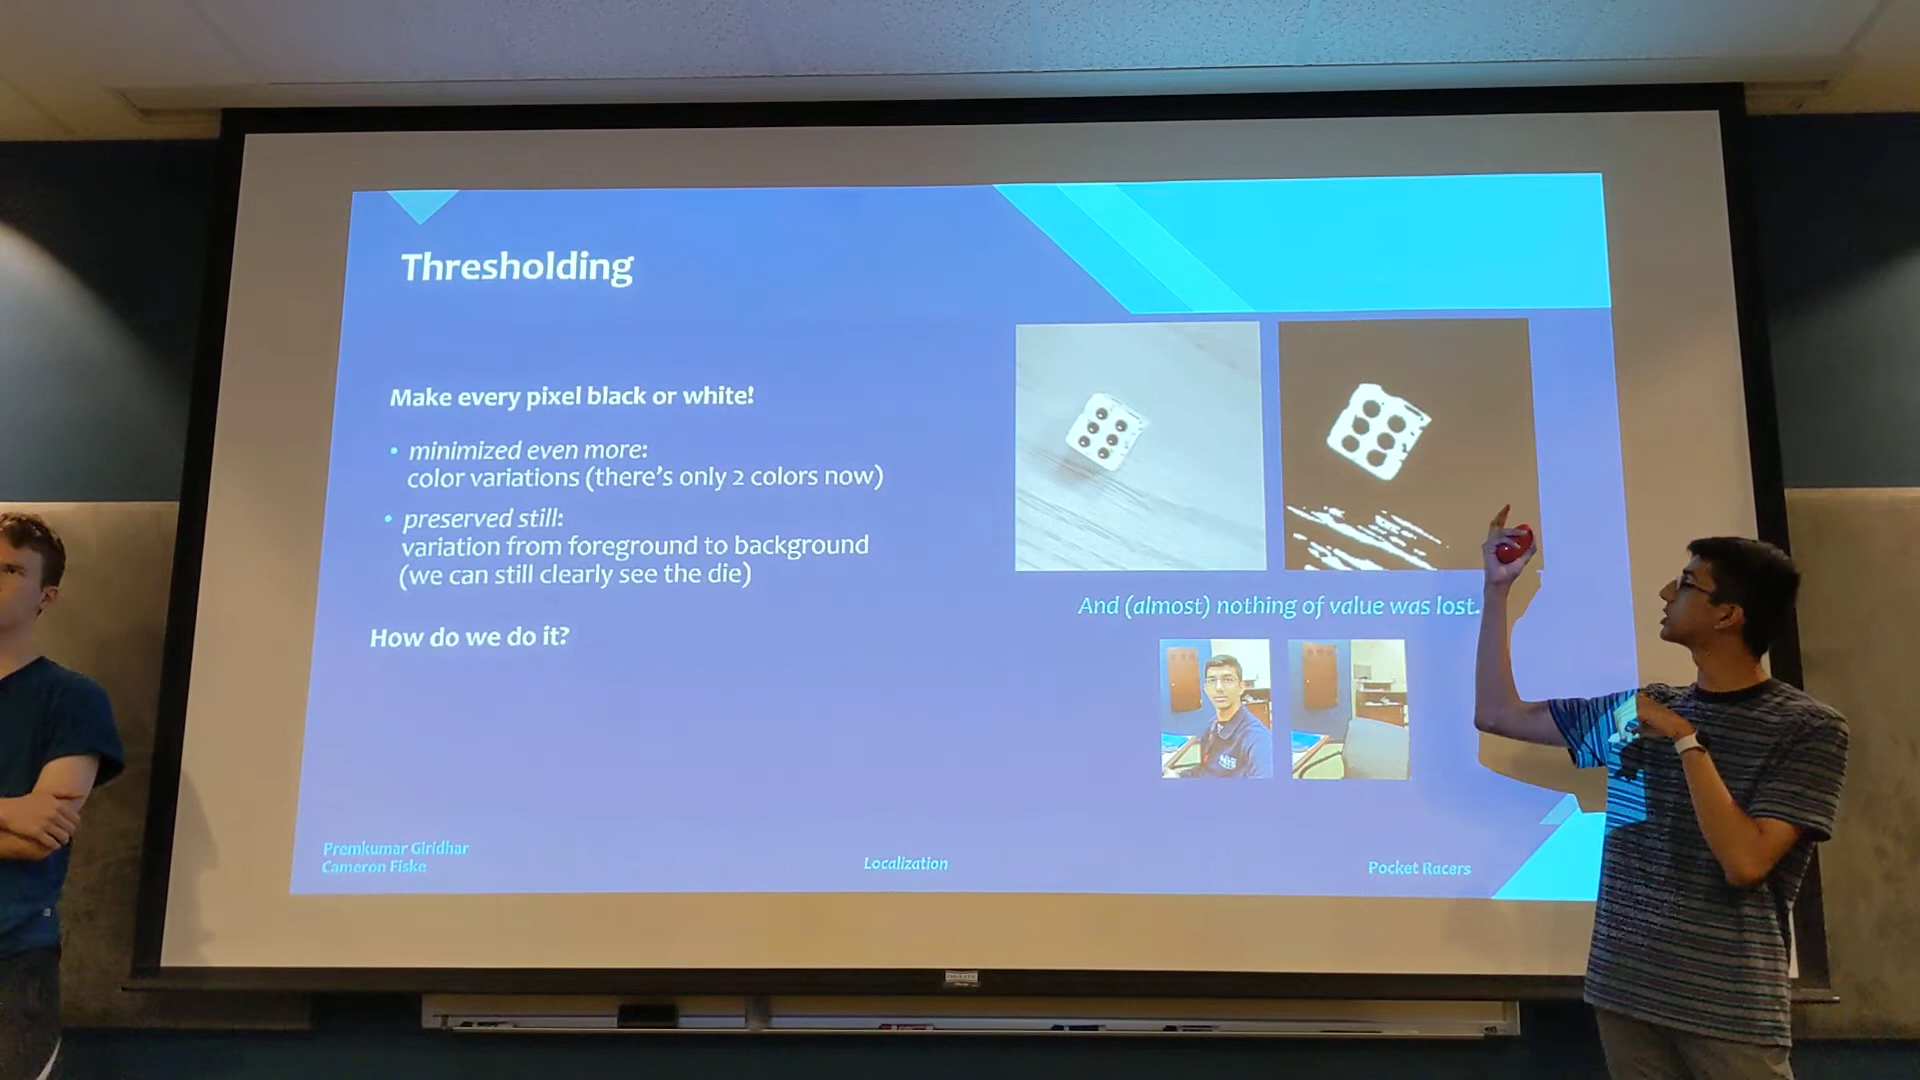 Thresholding
Make every pixel black or white!
• minimized even more:
color variations (there's only 2 colors now)
• preserved still:
variation from foreground to background
(we can still clearly see the die)
How do we do it?
And (almost) nothing of value was lost.
Premkumar Giridhar
Cameron Fiske
Localization
Pocket Racers